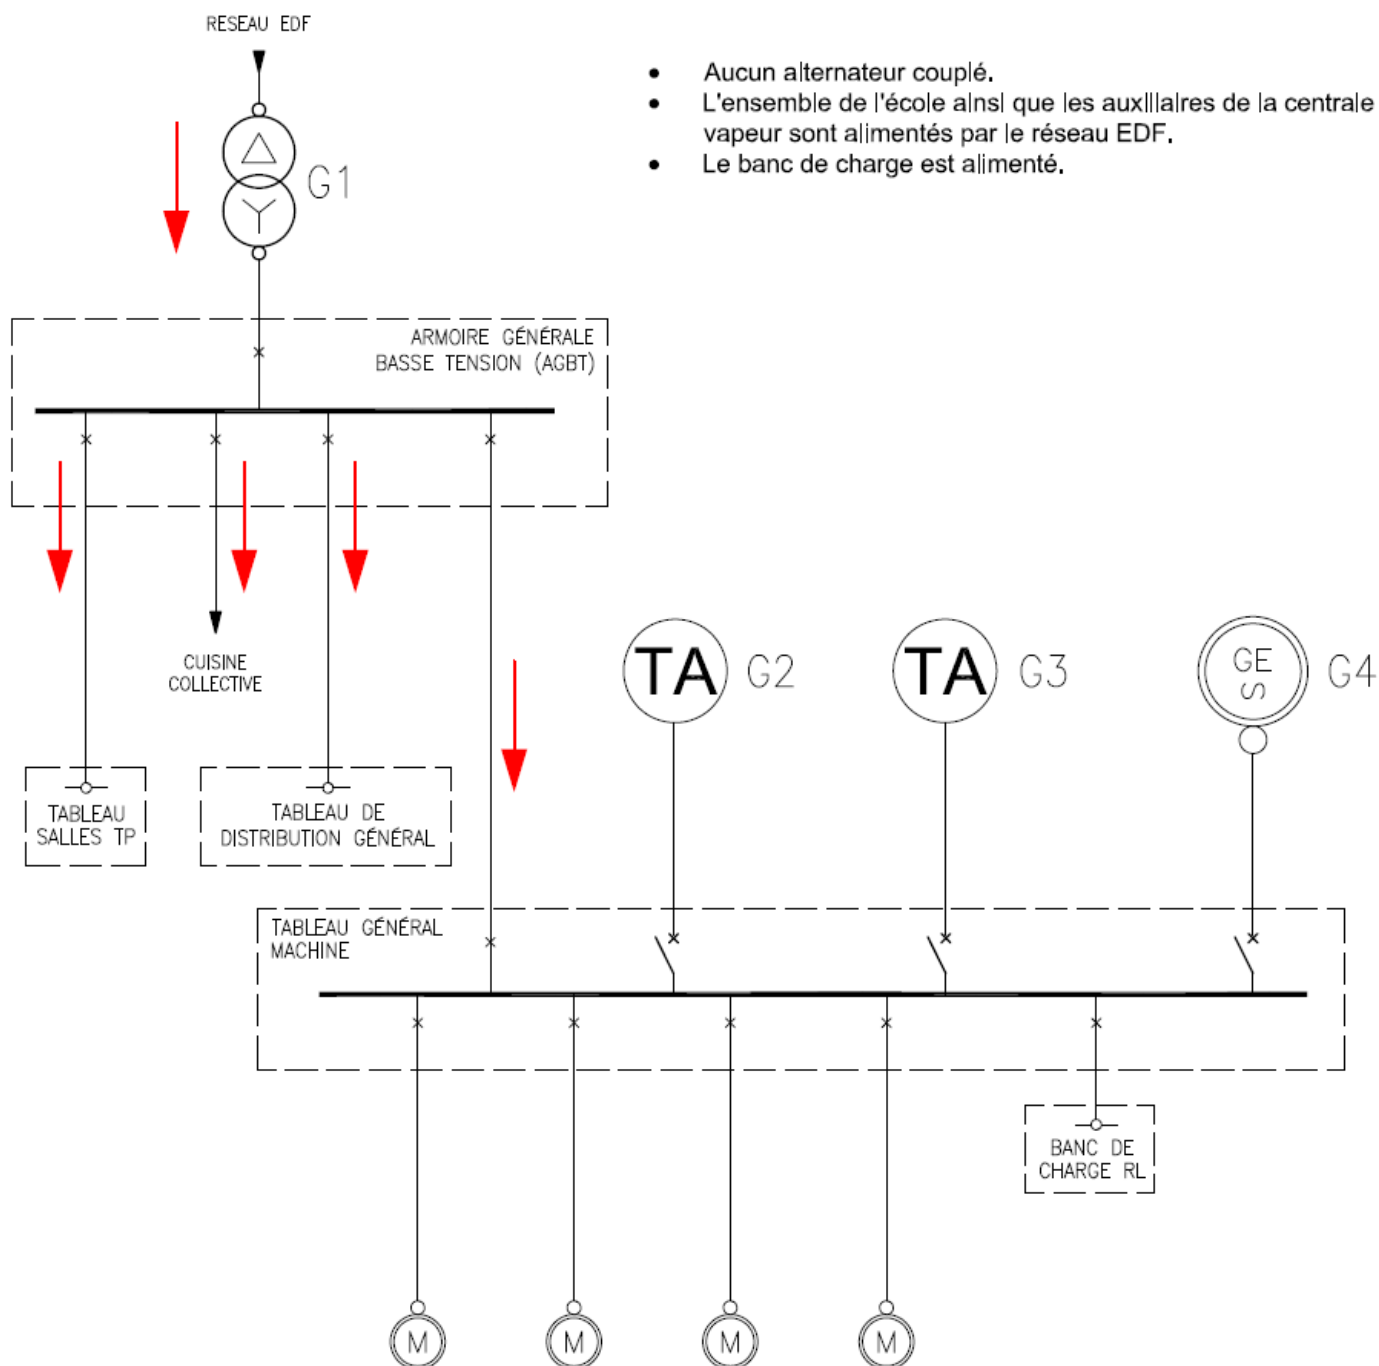 RESEAU EDF
• Aucun alternateur couplé.
• L'ensemble de l'école ainsi que les auxiliaires de la centrale
vapeur sont alimentés par le réseau EDF.
• Le banc de charge est alimenté.
G1
ARMOIRE GÉNÉRALE
BASSE TENSION (AGBT)
CUISINE
COLLECTIVE
TA
G2
TA
G3
GE
S
G4
TABLEAU
SALLES TP
TABLEAU DE
DISTRIBUTION GÉNÉRAL
TABLEAU GÉNÉRAL
MACHINE
BANC DE
CHARGE RL
M
M
M
M